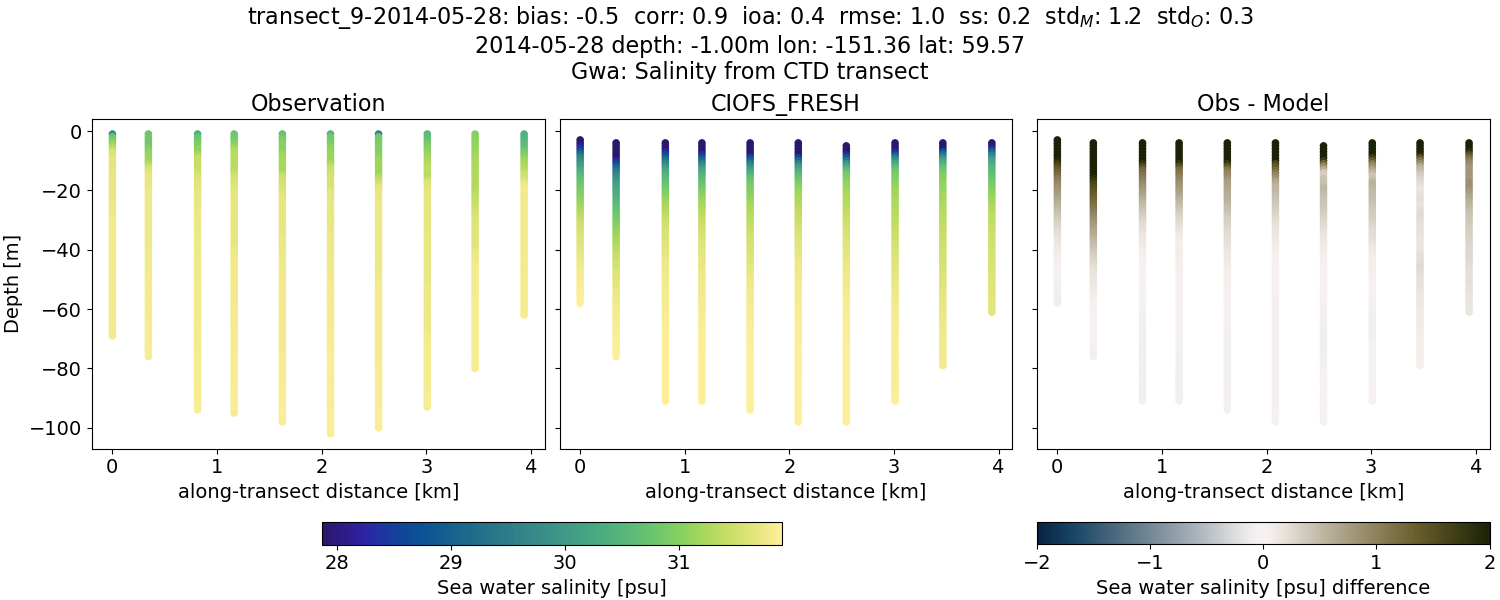 transect_9-2014-05-28: bias: -0.5 corr: 0.9 ioa: 0.4 rmse: 1.0 ss: 0.2 std_M: 1.2 std_O: 0.3
2014-05-28 depth: -1.00m lon: -151.36 lat: 59.57
Gwa: Salinity from CTD transect
Observation
CIOFS_FRESH
Obs - Model
Depth [m]
0
−20
−40
−60
−80
−100
0 1 2 3 4
0 1 2 3 4
0 1 2 3 4
along-transect distance [km]
along-transect distance [km]
along-transect distance [km]
28 29 30 31
Sea water salinity [psu]
−2 −1 0 1 2
Sea water salinity [psu] difference